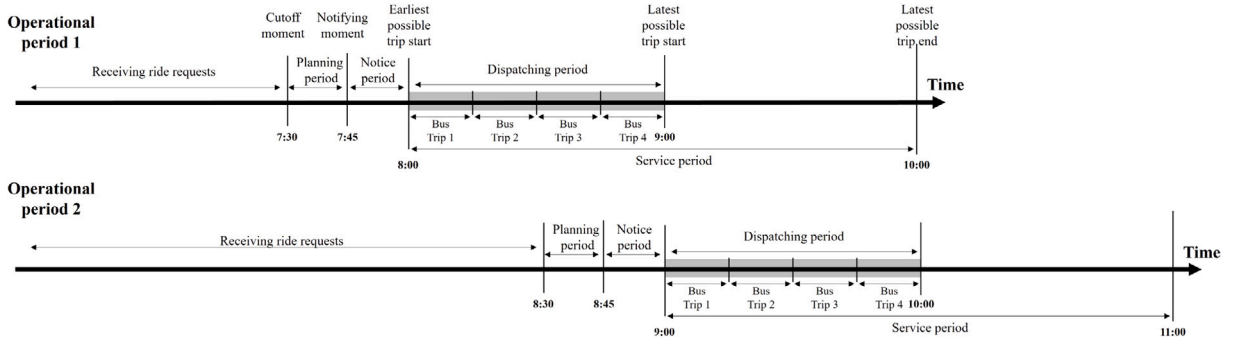 Operational
period 1
Cutoff
moment
Notifying
moment
Earliest
possible
trip start
Latest
possible
trip start
Latest
possible
trip end
Receiving ride requests
Planning
period
Notice
period
Dispatching period
Time
Bus
Trip 1
Bus
Trip 2
Bus
Trip 3
Bus
Trip 4
7:30
7:45
9:00
Service period
8:00
10:00
Operational
period 2
Receiving ride requests
Planning
period
Notice
period
Dispatching period
Time
Bus
Trip 1
Bus
Trip 2
Bus
Trip 3
Bus
Trip 4
8:30
8:45
10:00
Service period
9:00
11:00